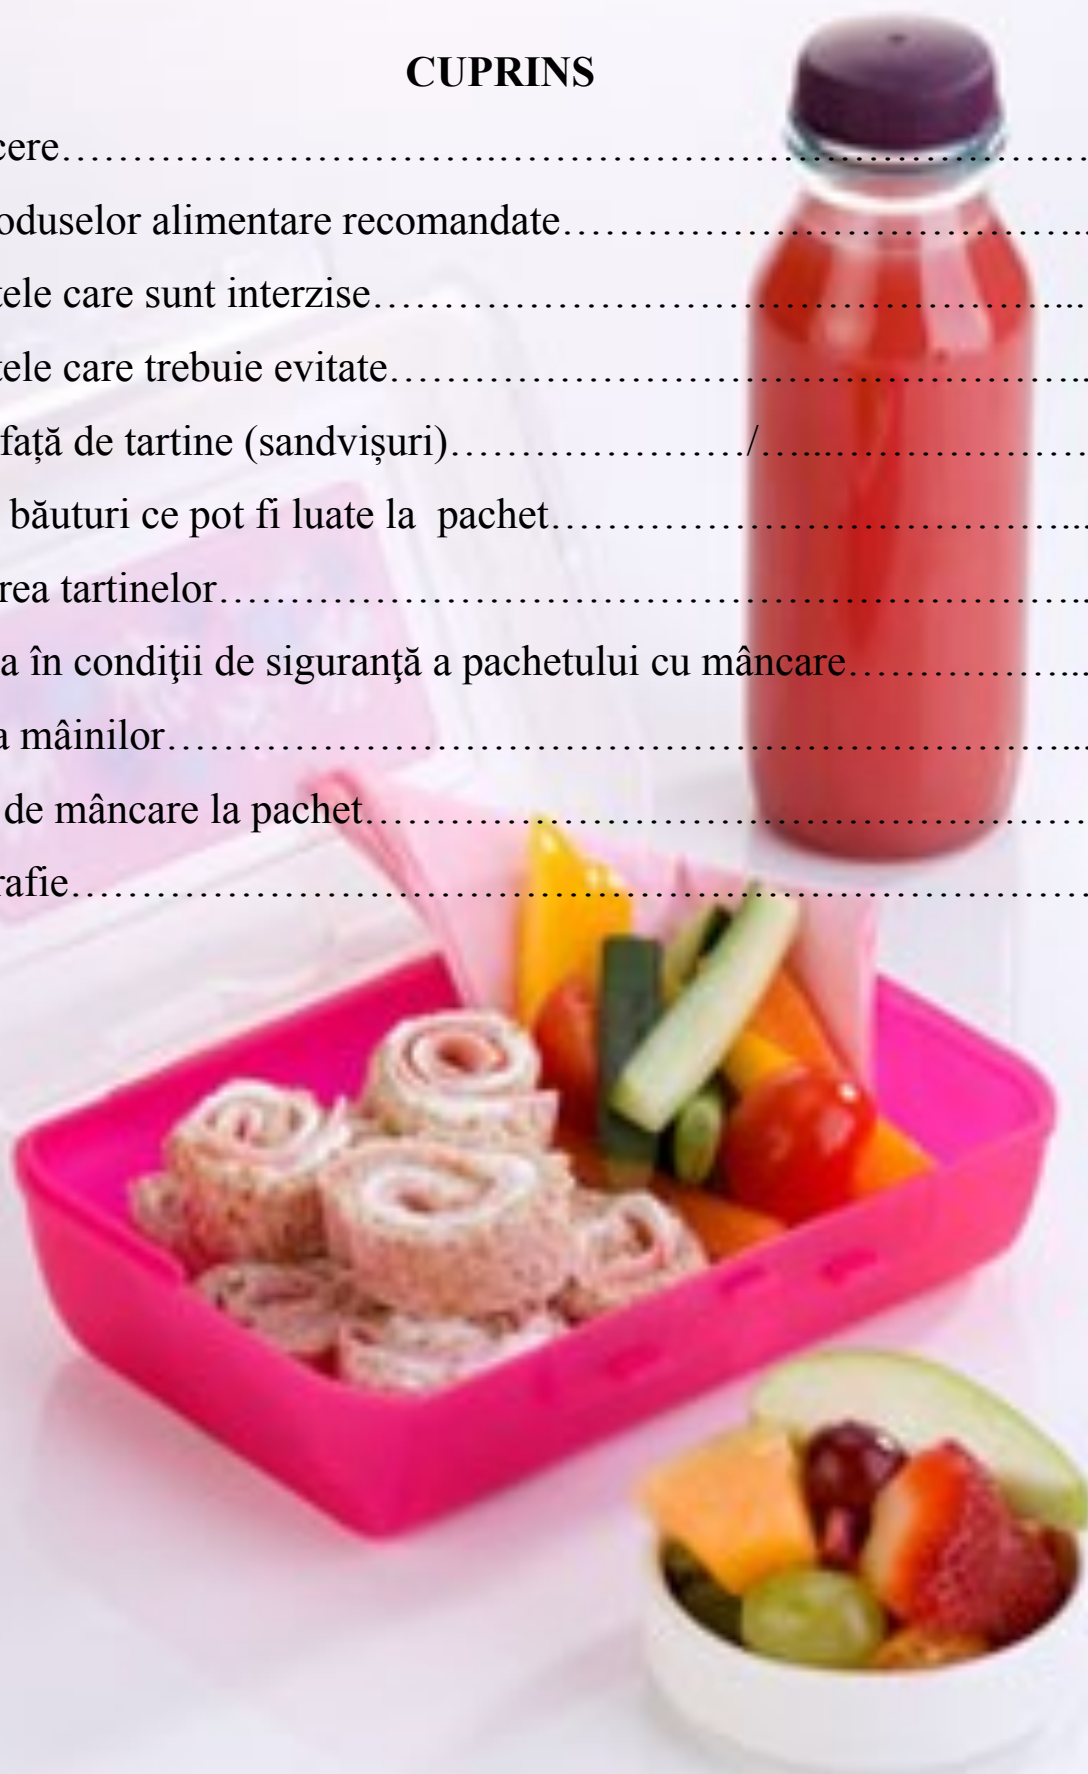 CUPRINS
cere……………………………………………………………
oduselor alimentare recomandate………………………………
tele care sunt interzise……………………………………………
tele care trebuie evitate……………………………………………
față de tartine (sandvișuri)…………………/…....………………
băuturi ce pot fi luate la pachet…………………………………
rea tartinelor……………………………………………………
a în condiţii de siguranţă a pachetului cu mâncare………………
a mâinilor…………………………………………………………
de mâncare la pachet……………………………………………
rafie………………………………………………………………